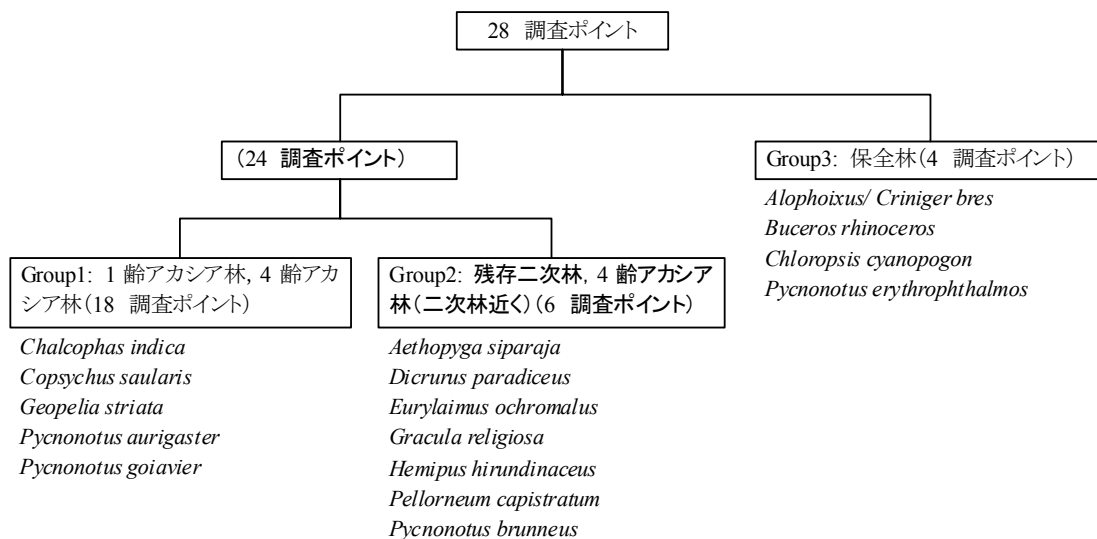 28 調査ポイント
(24 調査ポイント)
Group3: 保全林(4 調査ポイント)
Alophoixus/ Criniger bres
Buceros rhinoceros
Chloropsis cyanopogon
Pycnonotus erythrophthalmos
Group1: 1 齢アカシア林, 4 齢アカ
シア林(18 調査ポイント)
Chalcophas indica
Copsychus saularis
Geopelia striata
Pycnonotus aurigaster
Pycnonotus goiavier
Group2: 残存二次林, 4 齢アカシア
林(二次林近く)(6 調査ポイント)
Aethopyga siparaja
Dicrurus paradiceus
Eurylaimus ochromalus
Gracula religiosa
Hemipus hirundinaceus
Pellorneum capistratum
Pycnonotus brunneus